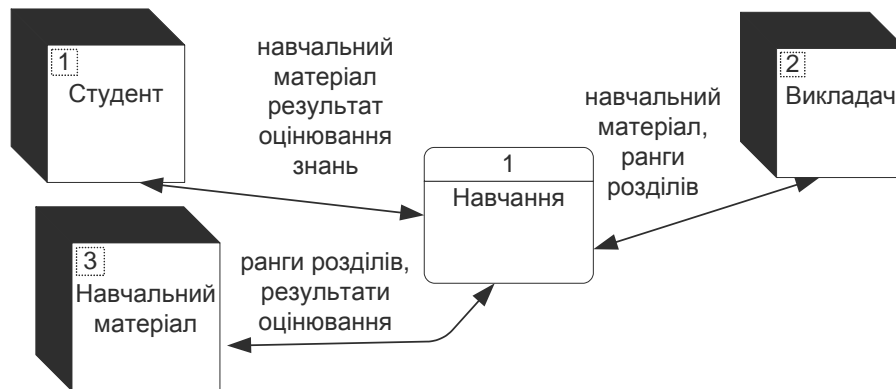 1
Студент
навчальний
матеріал
результат
оцінювання
знань
навчальний
матеріал,
ранги
розділів
2
Викладач
1
Навчання
3
Навчальний
матеріал
ранги розділів,
результати
оцінювання